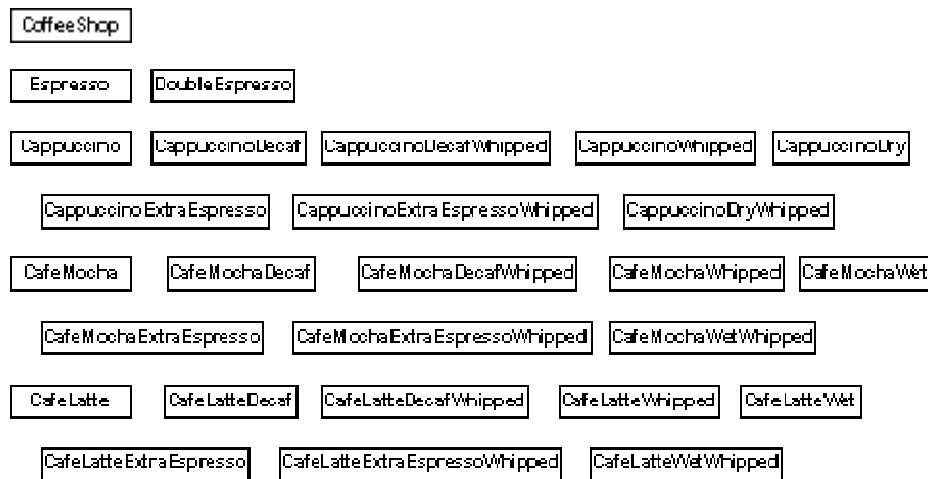 CoffeeShop
Espresso DoubleEspresso
Cappuccino CappuccinoDecaf CappuccinoDecafWhipped CappuccinoWhipped CappuccinoDry
CappuccinoExtraEspresso CappuccinoExtraEspressoWhipped CappuccinoDryWhipped
CafeMocha CafeMochaDecaf CafeMochaDecafWhipped CafeMochaWhipped CafeMochaWet
CafeMochaExtraEspresso CafeMochaExtraEspressoWhipped CafeMochaWetWhipped
CafeLatte CafeLatteDecaf CafeLatteDecafWhipped CafeLatteWhipped CafeLatteWet
CafeLatteExtraEspresso CafeLatteExtraEspressoWhipped CafeLatteWetWhipped